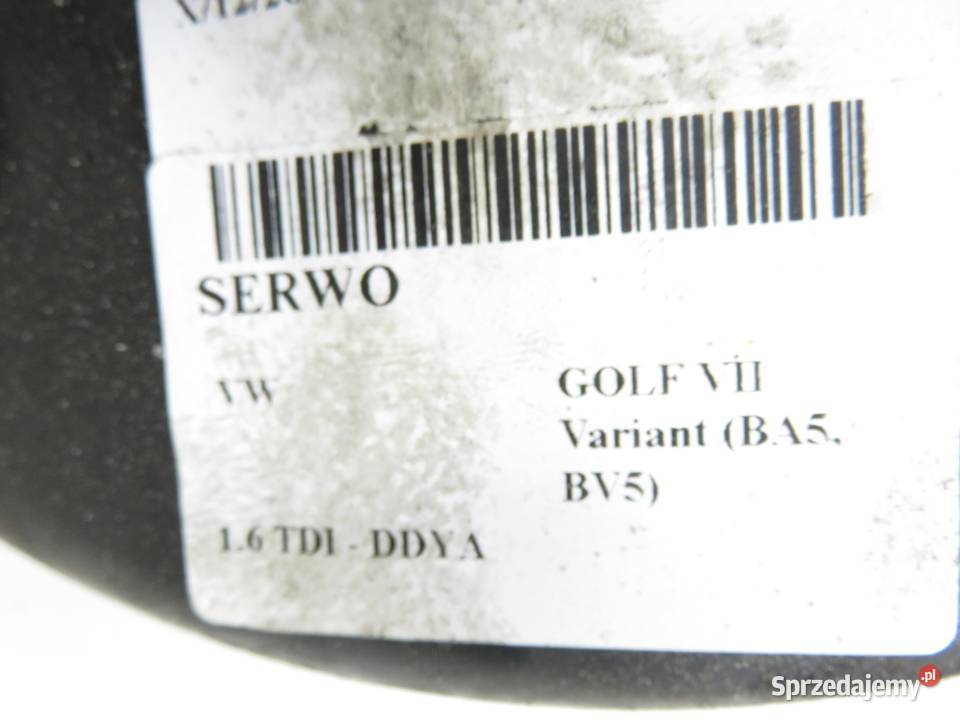 SERWO
VW
GOLF VII
Variant (BA5,
BV5)
1.6 TDI - DDYA
Sprzedajemy.pl